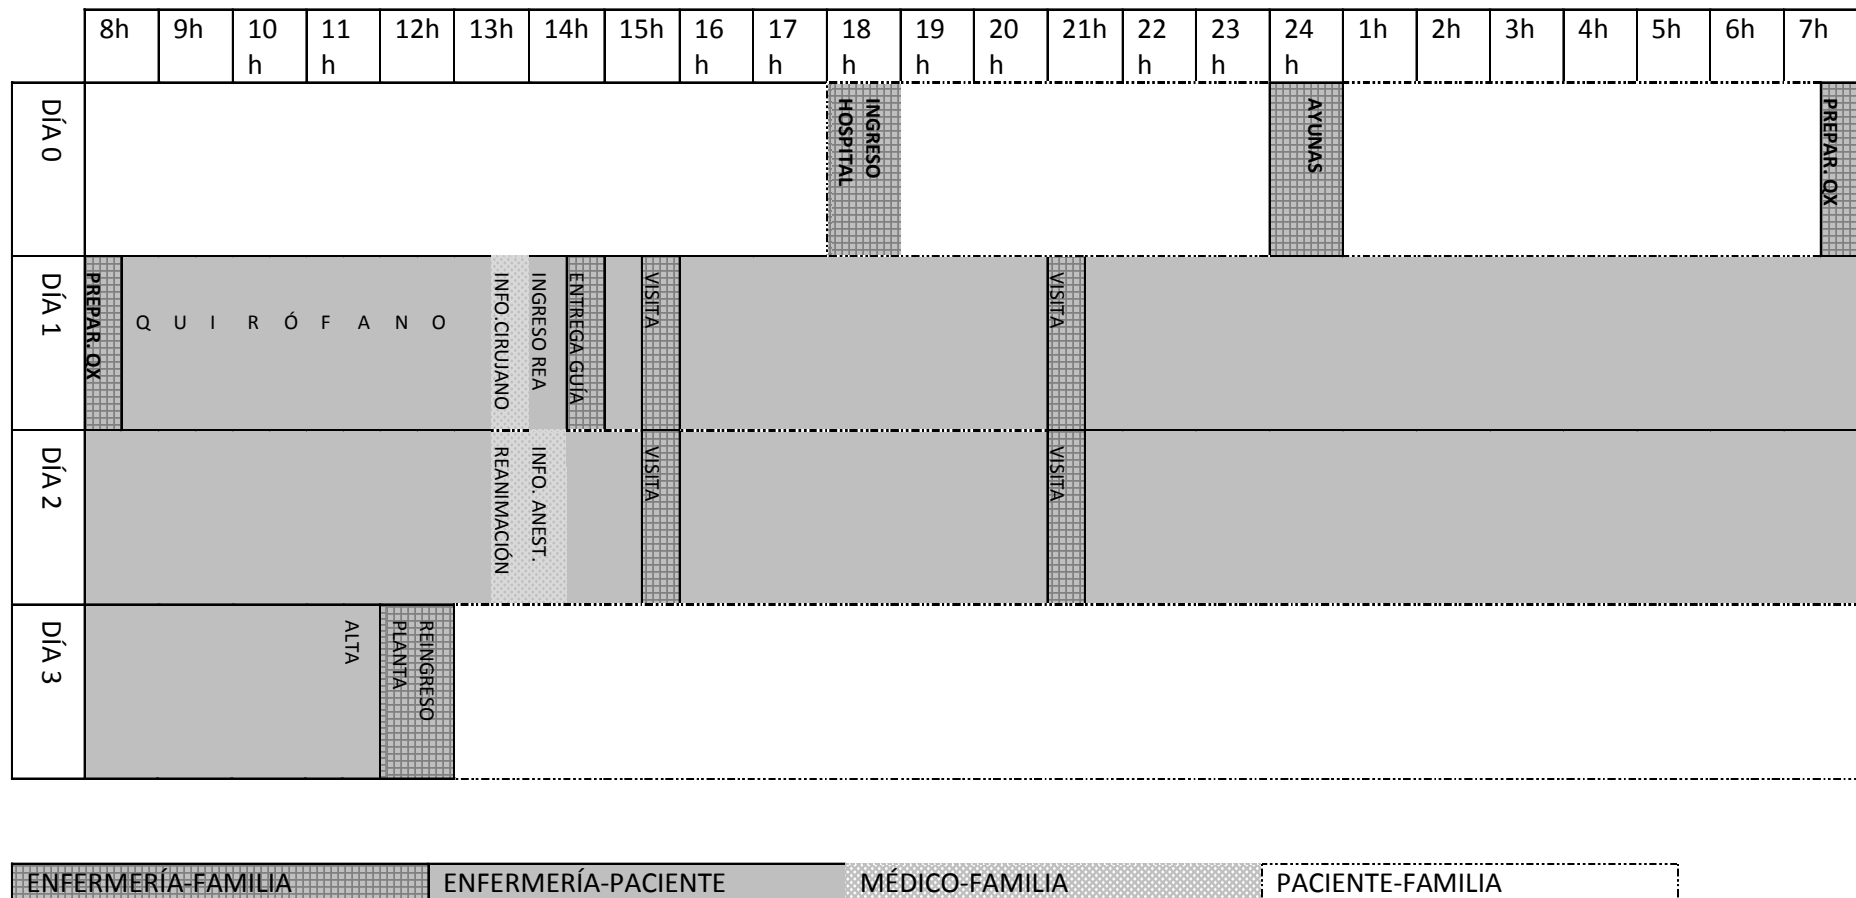 8h 9h 10 h 11 h 12h 13h 14h 15h 16 h 17 h 18 h 19 h 20 h 21h 22 h 23 h 24 h 1h 2h 3h 4h 5h 6h 7h
DÍA 0
INGRESO
HOSPITAL
AYUNAS
PREPAR. QX
DÍA 1
PREPAR. QX
Q U I R Ó F A N O
INFO.CIRUJANO
INGRESO REA
ENTREGA GUÍA
VISITA
VISITA
DÍA 2
INFO. ANEST.
REANIMACIÓN
VISITA
VISITA
DÍA 3
ALTA
REINGRESO
PLANTA
ENFERMERÍA-FAMILIA ENFERMERÍA-PACIENTE MÉDICO-FAMILIA PACIENTE-FAMILIA